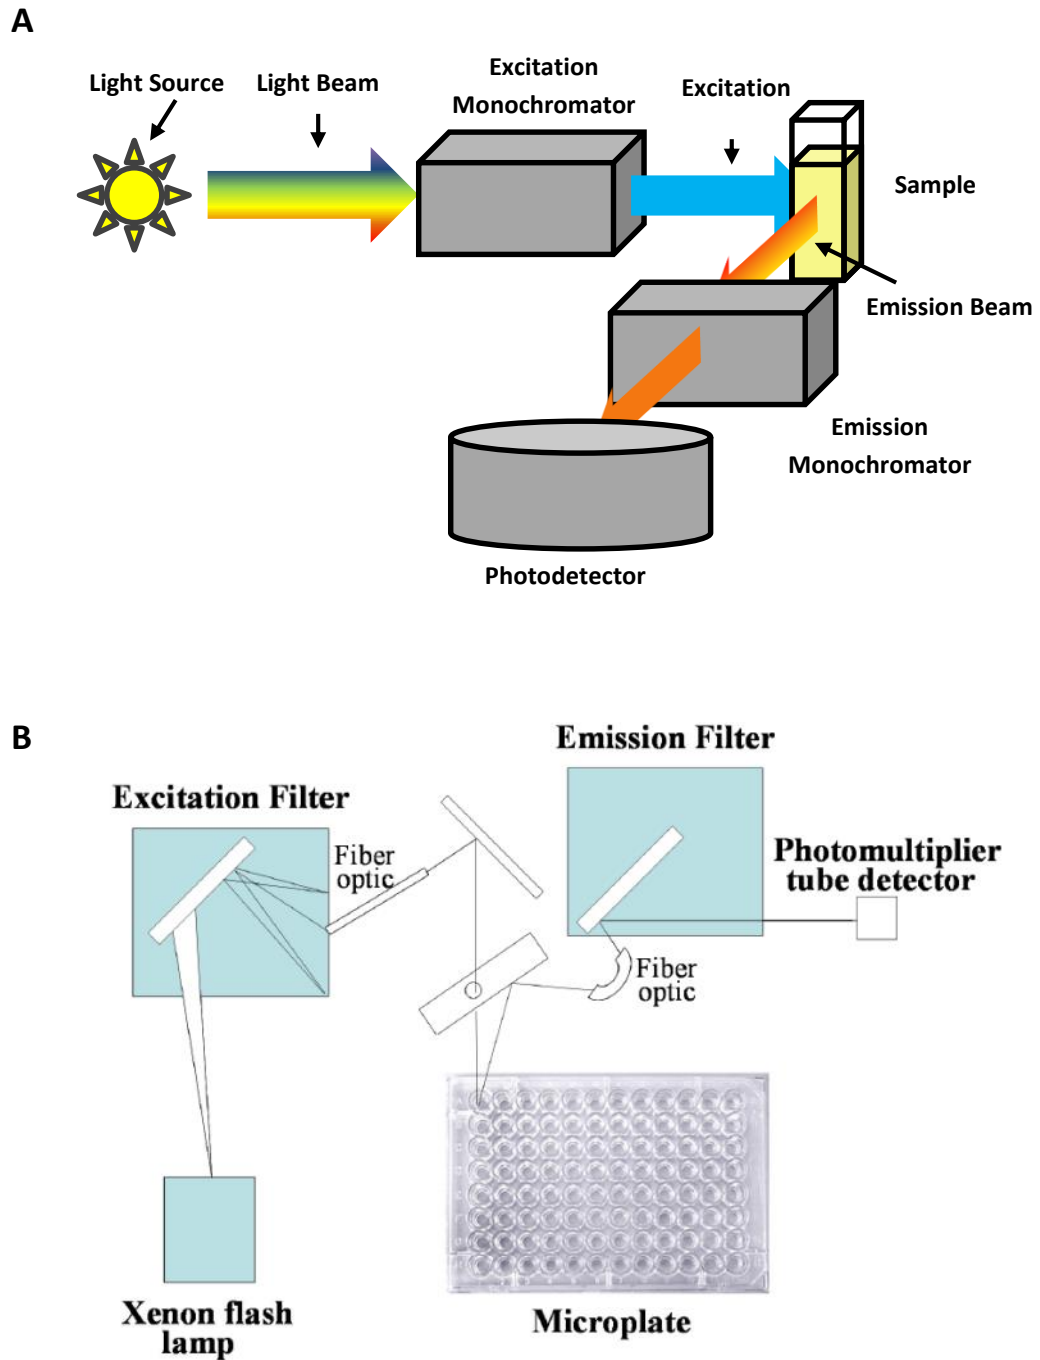 A
Light Source
Light Beam
Excitation
Monochromator
Excitation
Sample
Emission Beam
Emission
Monochromator
Photodetector
B
Emission Filter
Excitation Filter
Fiber
optic
Photomultiplier
tube detector
Fiber
optic
Xenon flash
lamp
Microplate